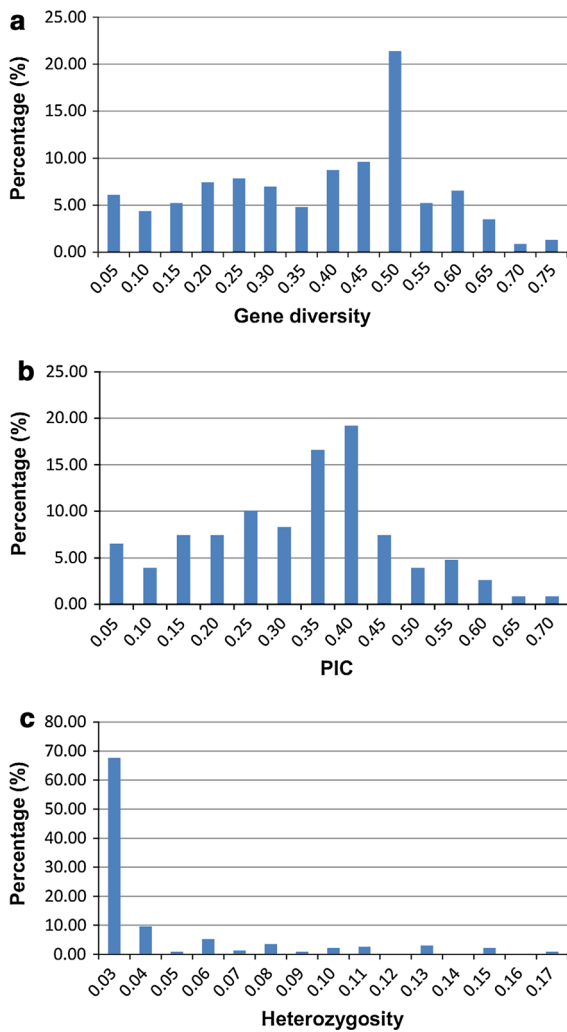 a
Percentage (%)
25.00
20.00
15.00
10.00
5.00
0.00
0.05 0.10 0.15 0.20 0.25 0.30 0.35 0.40 0.45 0.50 0.55 0.60 0.65 0.70 0.75
Gene diversity
b
Percentage (%)
25.00
20.00
15.00
10.00
5.00
0.00
0.05 0.10 0.15 0.20 0.25 0.30 0.35 0.40 0.45 0.50 0.55 0.60 0.65 0.70
PIC
c
Percentage (%)
80.00
70.00
60.00
50.00
40.00
30.00
20.00
10.00
0.00
0.03 0.04 0.05 0.06 0.07 0.08 0.09 0.10 0.11 0.12 0.13 0.14 0.15 0.16 0.17
Heterozygosity